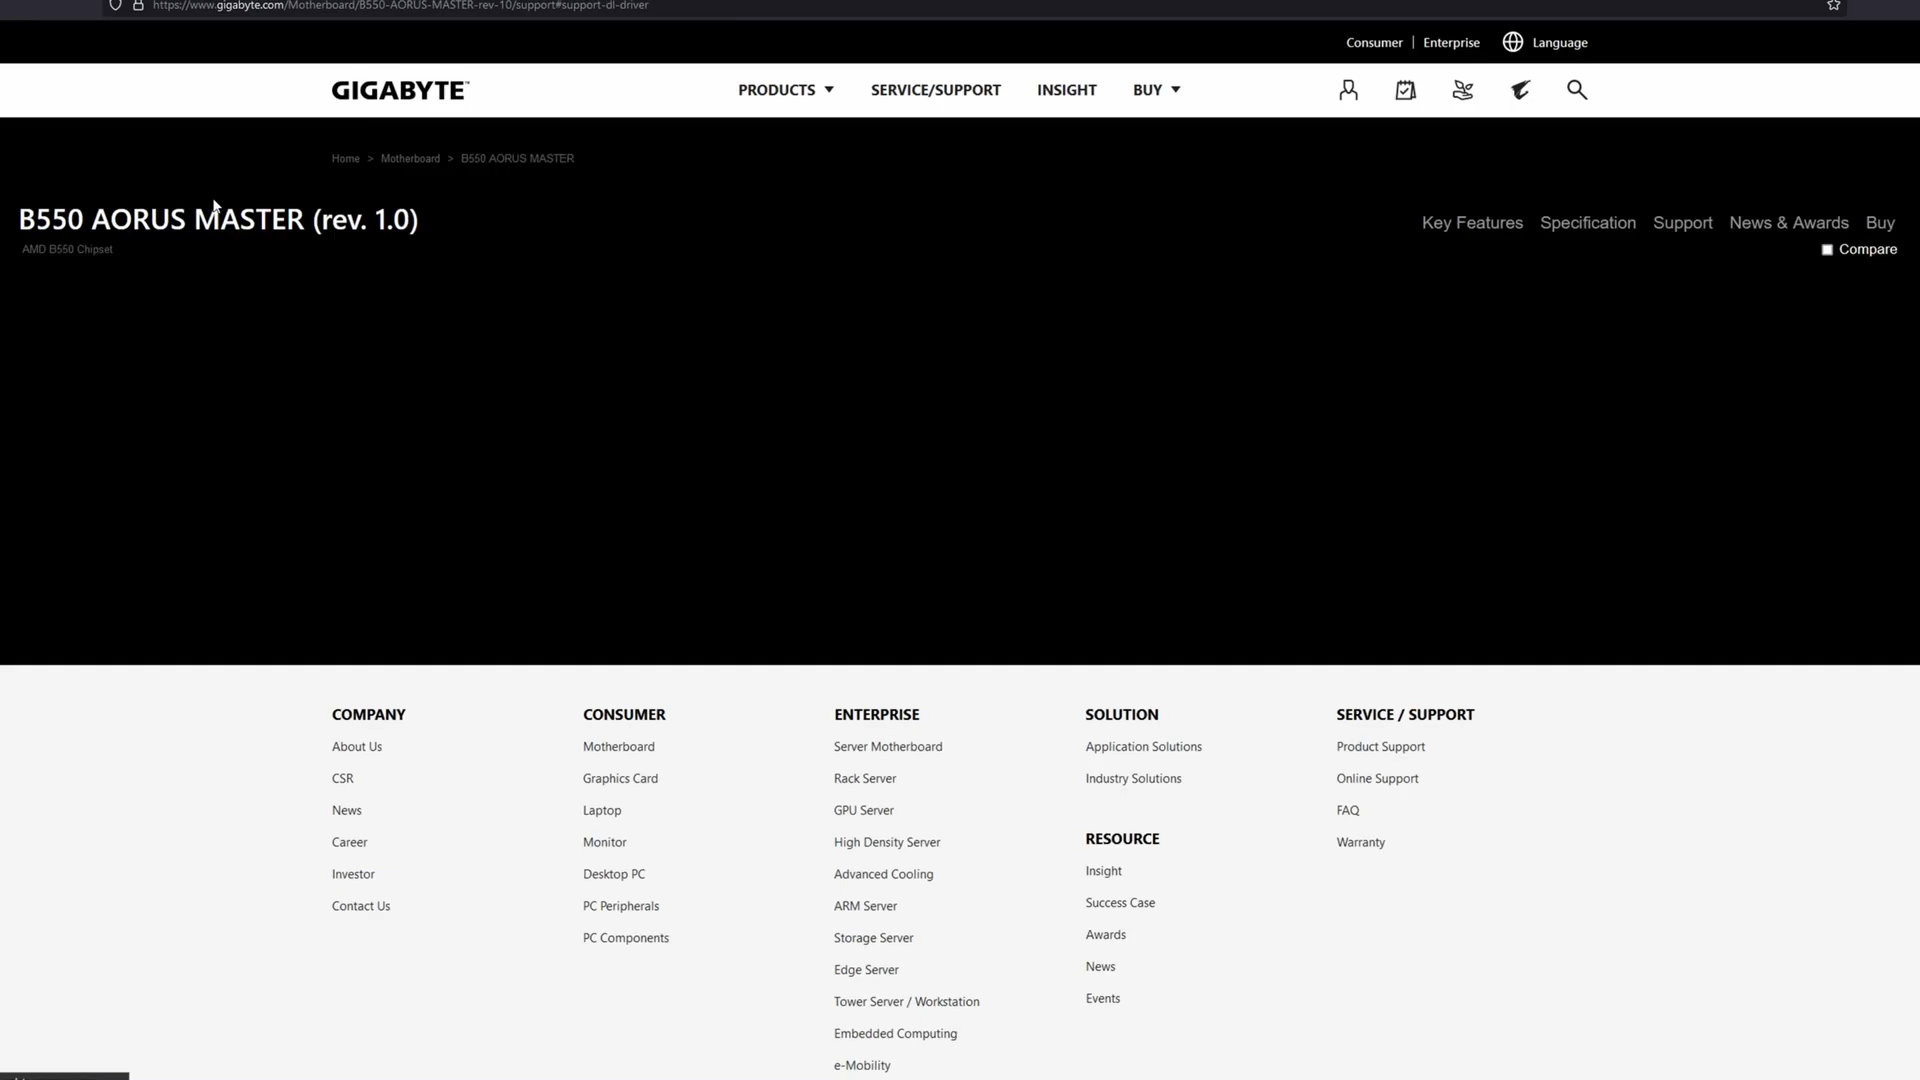 https://www.gigabyte.com/Motherboard/B550-AORUS-MASTER-rev-10/support#support-dl-driver
Consumer | Enterprise Language
GIGABYTE™ PRODUCTS SERVICE/SUPPORT INSIGHT BUY
Home > Motherboard > B550 AORUS MASTER
B550 AORUS MASTER (rev. 1.0)
Key Features Specification Support News & Awards Buy
AMD B550 Chipset
Compare
COMPANY
About Us
CSR
News
Career
Investor
Contact Us
CONSUMER
Motherboard
Graphics Card
Laptop
Monitor
Desktop PC
PC Peripherals
PC Components
ENTERPRISE
Server Motherboard
Rack Server
GPU Server
High Density Server
Advanced Cooling
ARM Server
Storage Server
Edge Server
Tower Server / Workstation
Embedded Computing
e-Mobility
SOLUTION
Application Solutions
Industry Solutions
RESOURCE
Insight
Success Case
Awards
News
Events
SERVICE / SUPPORT
Product Support
Online Support
FAQ
Warranty